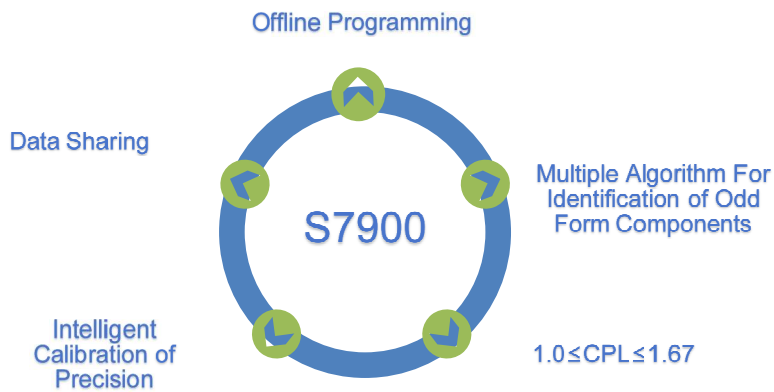 Offline Programming
Data Sharing
Multiple Algorithm For
Identification of Odd
Form Components
S7900
Intelligent
Calibration of
Precision
1.0≤CPL≤1.67